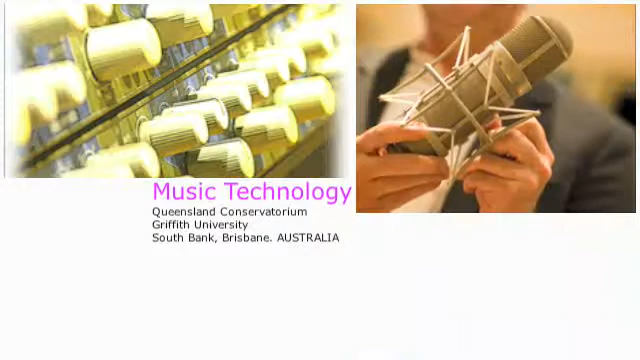 Music Technology
Queensland Conservatorium
Griffith University
South Bank, Brisbane. AUSTRALIA